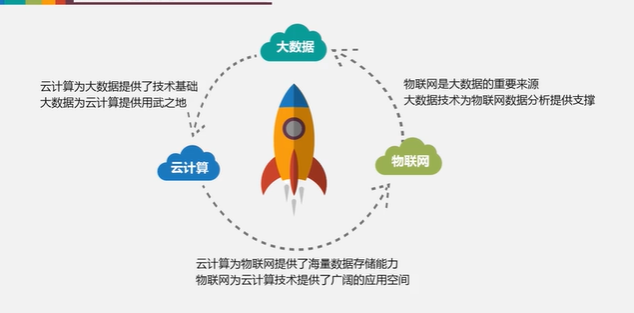 大数据
云计算为大数据提供了技术基础
大数据为云计算提供用武之地
物联网是大数据的重要来源
大数据技术为物联网数据分析提供支撑
云计算
物联网
云计算为物联网提供了海量数据存储能力
物联网为云计算技术提供了广阔的应用空间